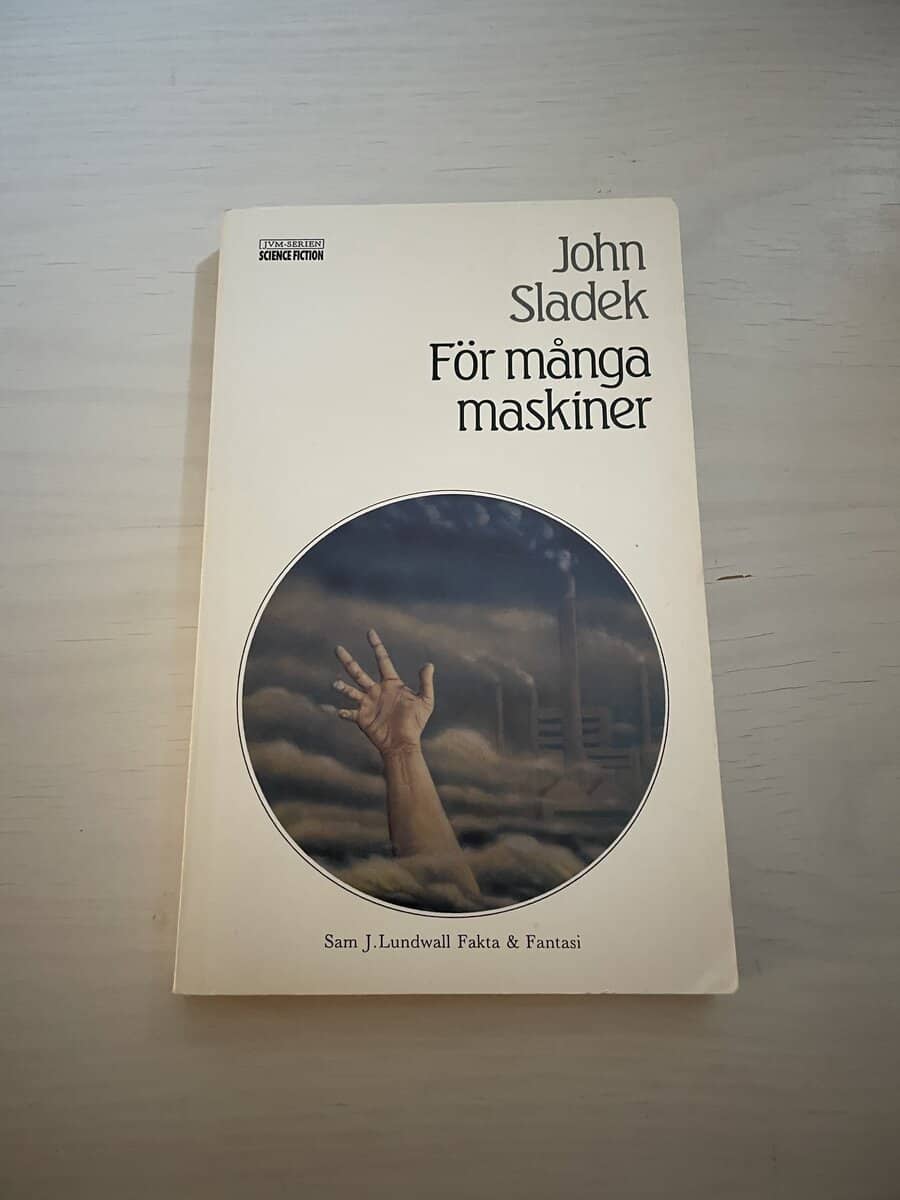 JVM-SERIEN
SCIENCE FICTION
John
Sladek
För många
maskiner
Sam J.Lundwall Fakta & Fantasi